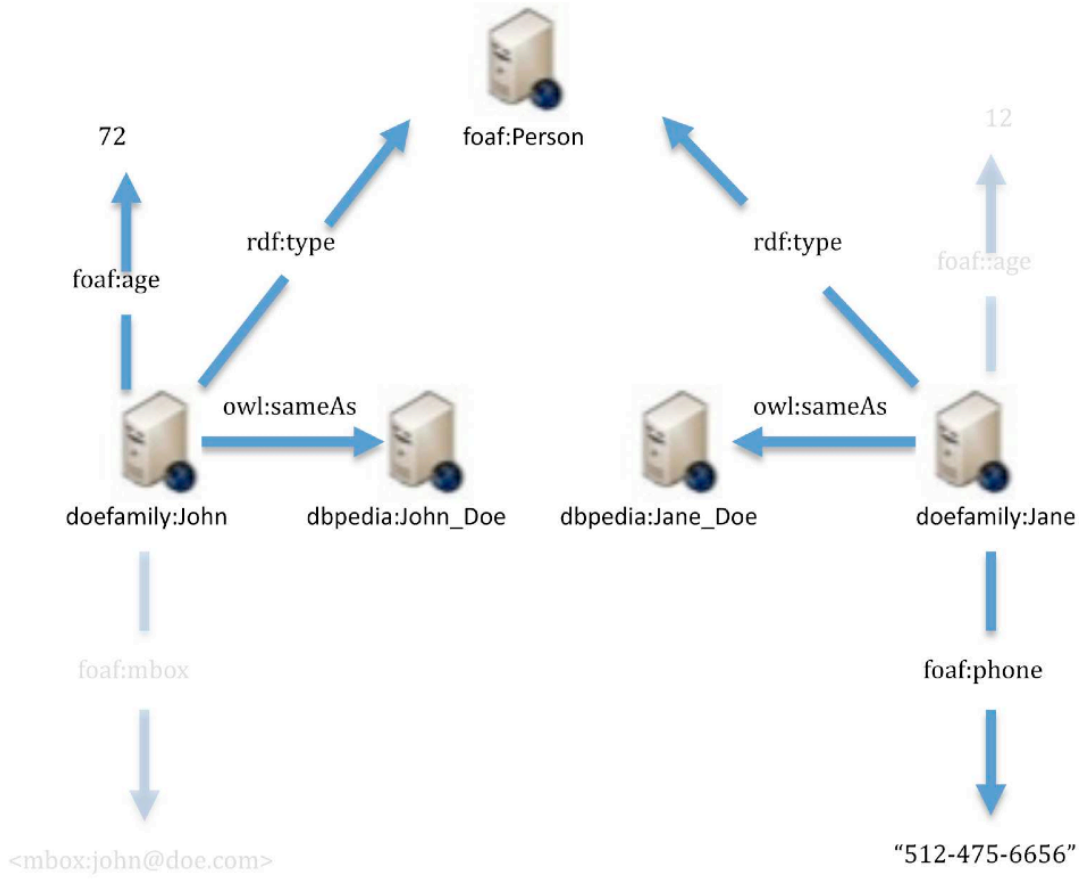 foaf:Person
72
12
rdf:type
rdf:type
foaf:age
foaf::age
owl:sameAs
owl:sameAs
doefamily:John
dbpedia:John_Doe
dbpedia:Jane_Doe
doefamily:Jane
foaf:mbox
foaf:phone
<mbox:john@doe.com>
“512-475-6656”